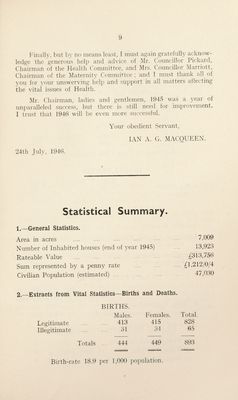 9
Finally, but by no means least, I must again gratefully acknow-
ledge the generous help and advice of Mr. Councillor Pickard,
Chairman of the Health Committee, and Mrs. Councillor Marriott,
Chairman of the Maternity Committee ; and I must thank all of
you for your unswerving help and support in all matters affecting
the vital issues of Health.
Mr. Chairman, ladies and gentlemen, 1945 was a year of
unparalleled success, but there is still need for improvement.
I trust that 1946 will be even more successful.
Your obedient Servant,
IAN A. G. MACQUEEN.
24th July, 1946.
Statistical Summary.
1.—General Statistics.
Area in acres 7,009
Number of Inhabited houses (end of year 1945) 13,923
Rateable Value £313,756
Sum represented by a penny rate £1,212/0/4
Civilian Population (estimated) 47,030
2.—Extracts from Vital Statistics—Births and Deaths.
BIRTHS.
Males. Females. Total.
Legitimate 413 415 828
Illegitimate 31 34 65
Totals 444 449 893
Birth-rate 18.9 per 1,000 population.